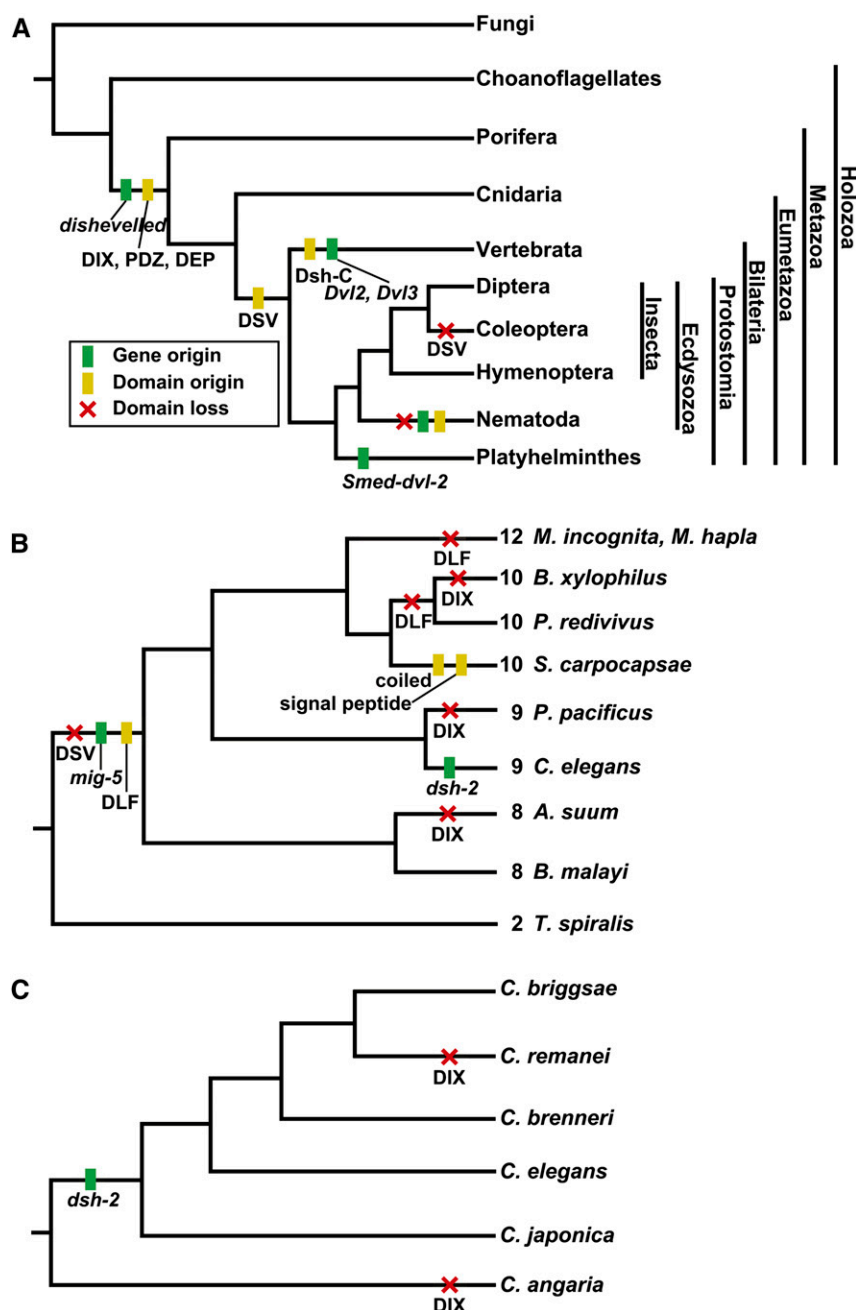 A
Fungi
Choanoflagellates
Porifera
Cnidaria
Vertebrata
Diptera
Coleoptera
Hymenoptera
Nematoda
Platyhelminthes
dishevelled
DIX, PDZ, DEP
DSV
Dsh-C
Dvl2, Dvl3
DSV
Smed-dvl-2
Gene origin
Domain origin
Domain loss
Insecta
Ecdysozoa
Protostomia
Bilateria
Eumetazoa
Metazoa
Holozoa
B
12 M. incognita, M. hapla
DLF
10 B. xylophilus
DIX
DLF
10 P. redivivus
10 S. carpocapsae
coiled
signal peptide
9 P. pacificus
DIX
9 C. elegans
dsh-2
DSV
mig-5
DLF
8 A. suum
DIX
8 B. malayi
2 T. spiralis
C
C. briggsae
C. remanei
DIX
C. brenneri
C. elegans
dsh-2
C. japonica
C. angaria
DIX